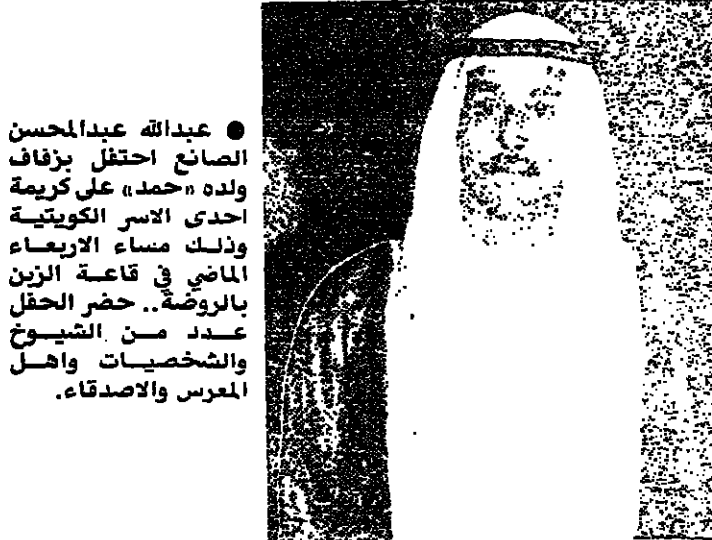 ● عبدالله عبدالمحسن
الصانع احتفل بزفاف
ولده «حمد» على كريمة
احدى الاسر الكويتية
وذلك مساء الاربعاء
الماضي في قاعة الزين
بالروضة.. حضر الحفل
عدد من الشيوخ
والشخصيات واهل
المعرس والاصدقاء.